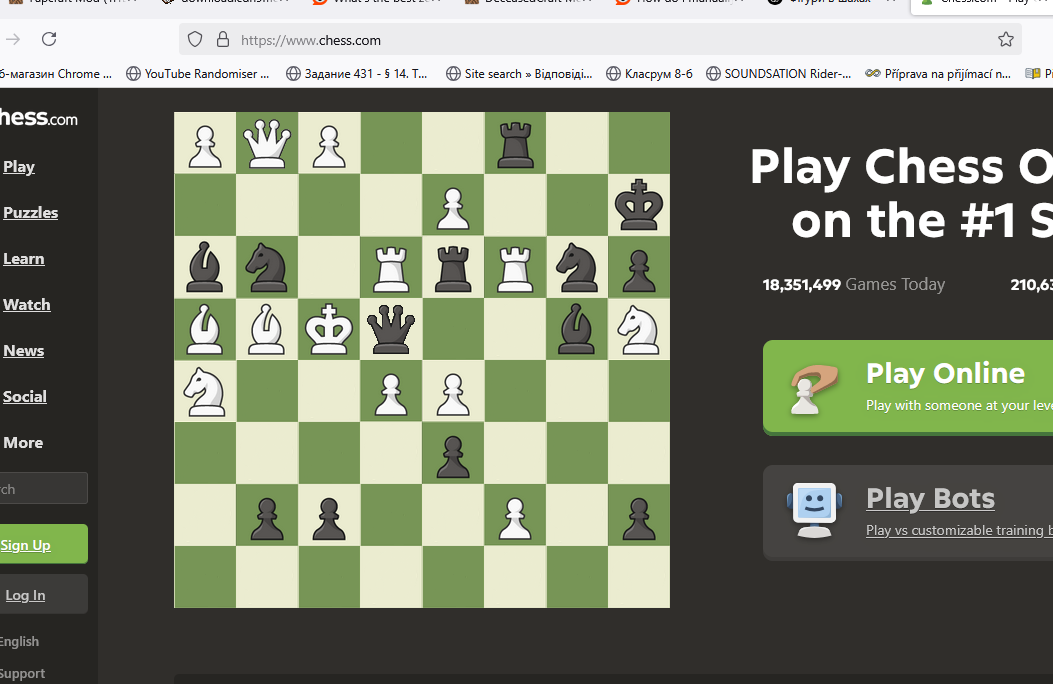 What's the best
https://www.chess.com
б-магазин Chrome ... YouTube Randomiser ... Задание 431 - § 14. Т... Site search » Відповіді... Класрум 8-б SOUNDSATION Rider-... Příprava na přijímací n...
hess.com
Play
Puzzles
Learn
Watch
News
Social
More
rch
Sign Up
Log In
English
Support
Play Chess O
on the #1 S
18,351,499 Games Today 210,63
Play Online
Play with someone at your leve
Play Bots
Play vs customizable training b